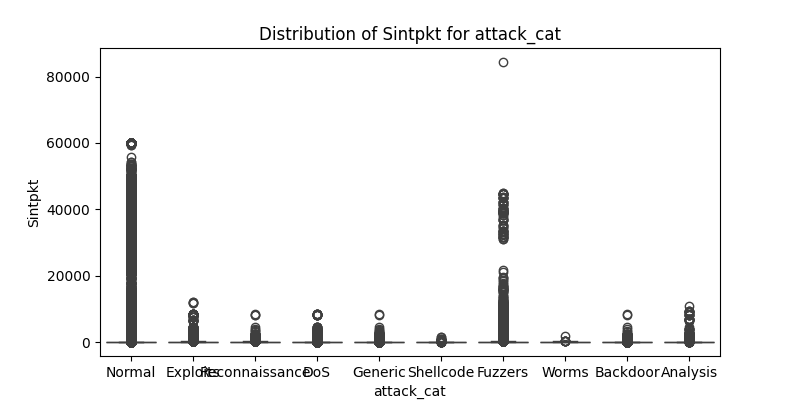 Distribution of Sintpkt for attack_cat
80000
60000
40000
20000
0
Sintpkt
Normal Exploits Reconnaissance DoS Generic Shellcode Fuzzers Worms Backdoor Analysis
attack_cat